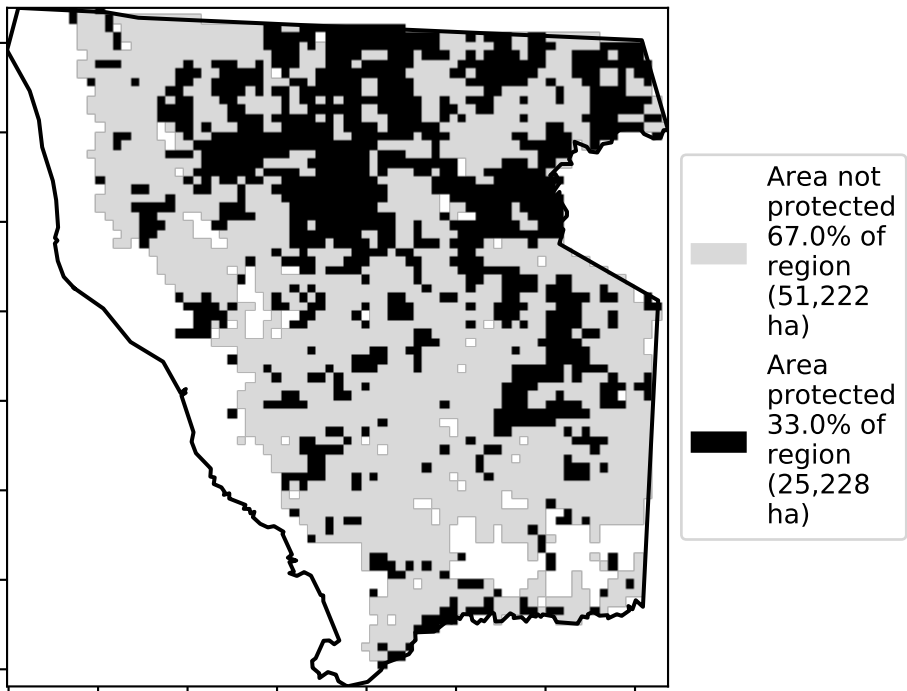 Area not
protected
67.0% of
region
(51,222
ha)
Area
protected
33.0% of
region
(25,228
ha)